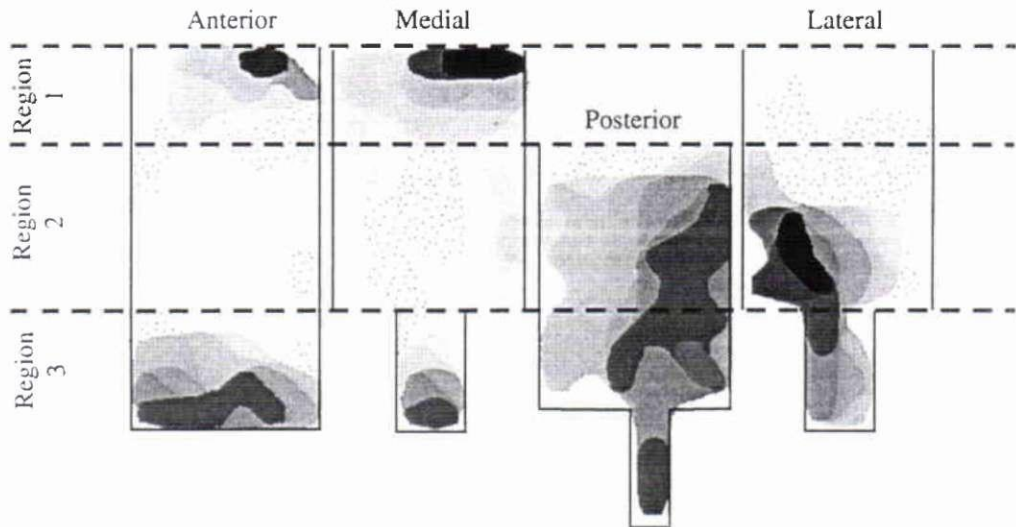 Anterior
Medial
Lateral
Region
1
Posterior
Region
2
Region
3